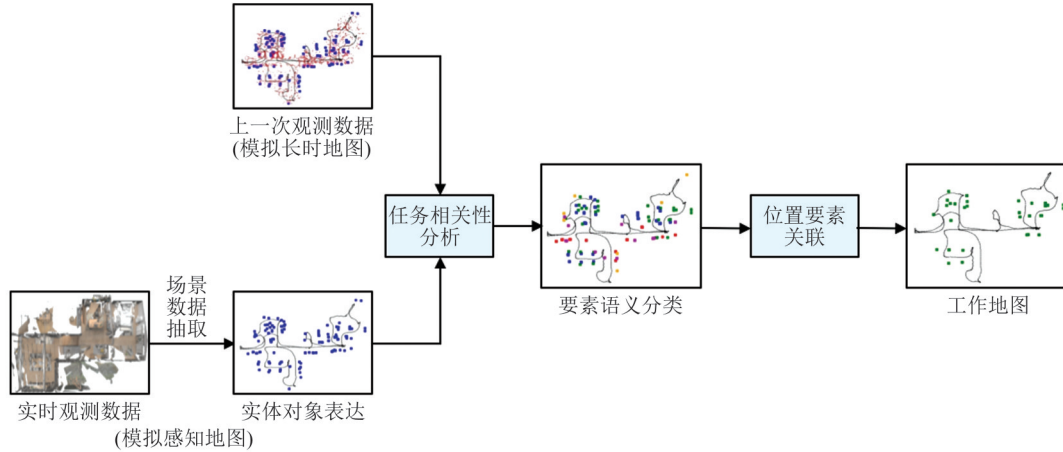 上一次观测数据
(模拟长时地图)
任务相关性
分析
位置要素
关联
要素语义分类
工作地图
场景
数据
抽取
实时观测数据
实体对象表达
(模拟感知地图)